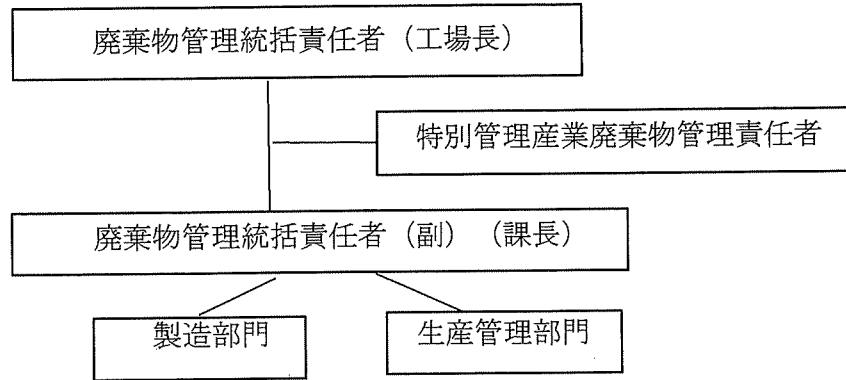 廃棄物管理統括責任者（工場長）
特別管理産業廃棄物管理責任者
廃棄物管理統括責任者（副）（課長）
製造部門
生産管理部門